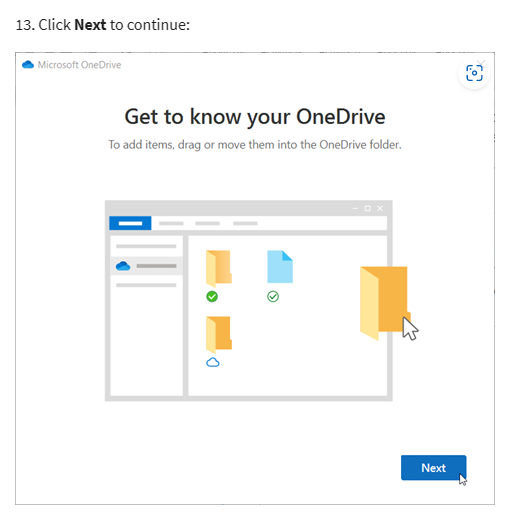 13. Click Next to continue:
Microsoft OneDrive
Get to know your OneDrive
To add items, drag or move them into the OneDrive folder.
Next